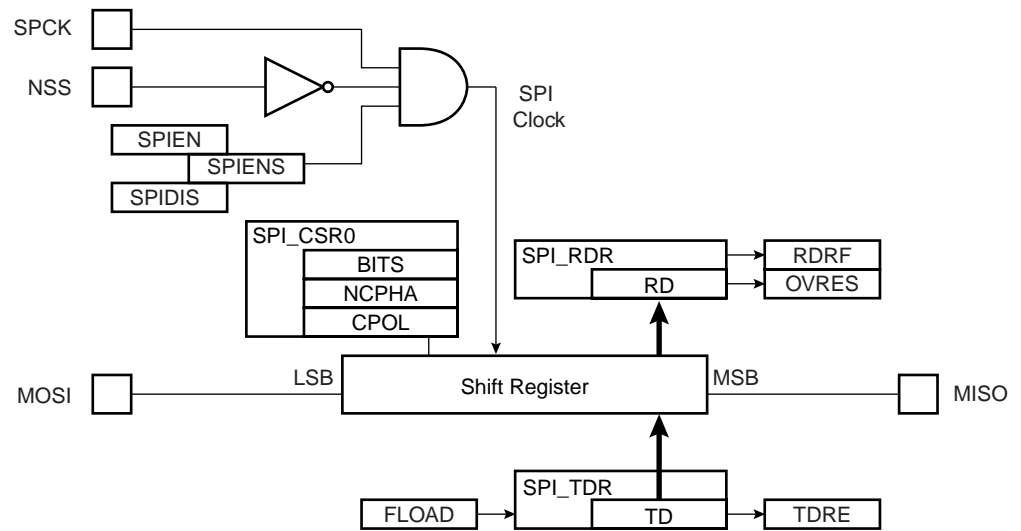 SPCK
NSS
SPI
Clock
SPIEN
SPIENS
SPIDIS
SPI_CSR0
BITS
NCPHA
CPOL
SPI_RDR
RD
RDRF
OVRES
MOSI
LSB
Shift Register
MSB
MISO
SPI_TDR
FLOAD
TD
TDRE